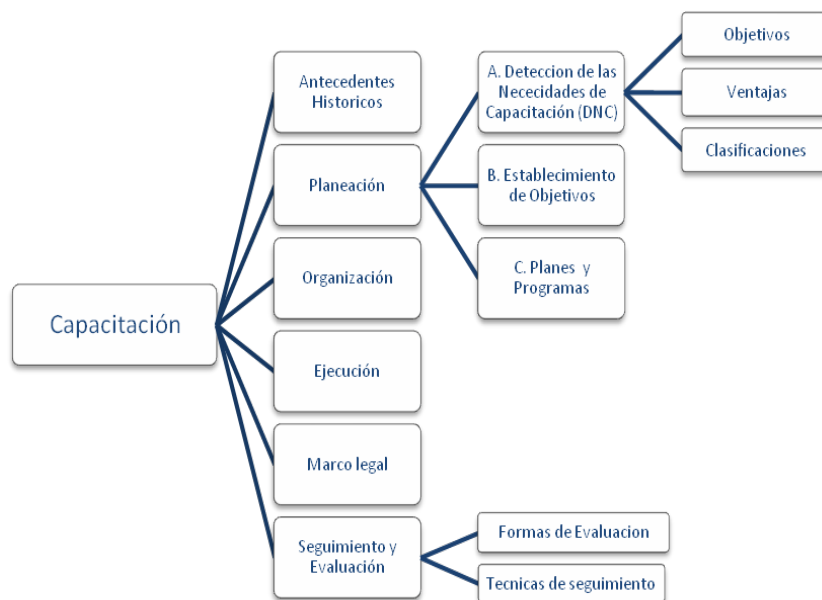 Capacitación
Antecedentes
Historicos
Planeación
Organización
Ejecución
Marco legal
Seguimiento y
Evaluación
A. Deteccion de las
Nececidades de
Capacitación (DNC)
B. Establecimiento
de Objetivos
C. Planes y
Programas
Objetivos
Ventajas
Clasificaciones
Formas de Evaluacion
Tecnicas de seguimiento